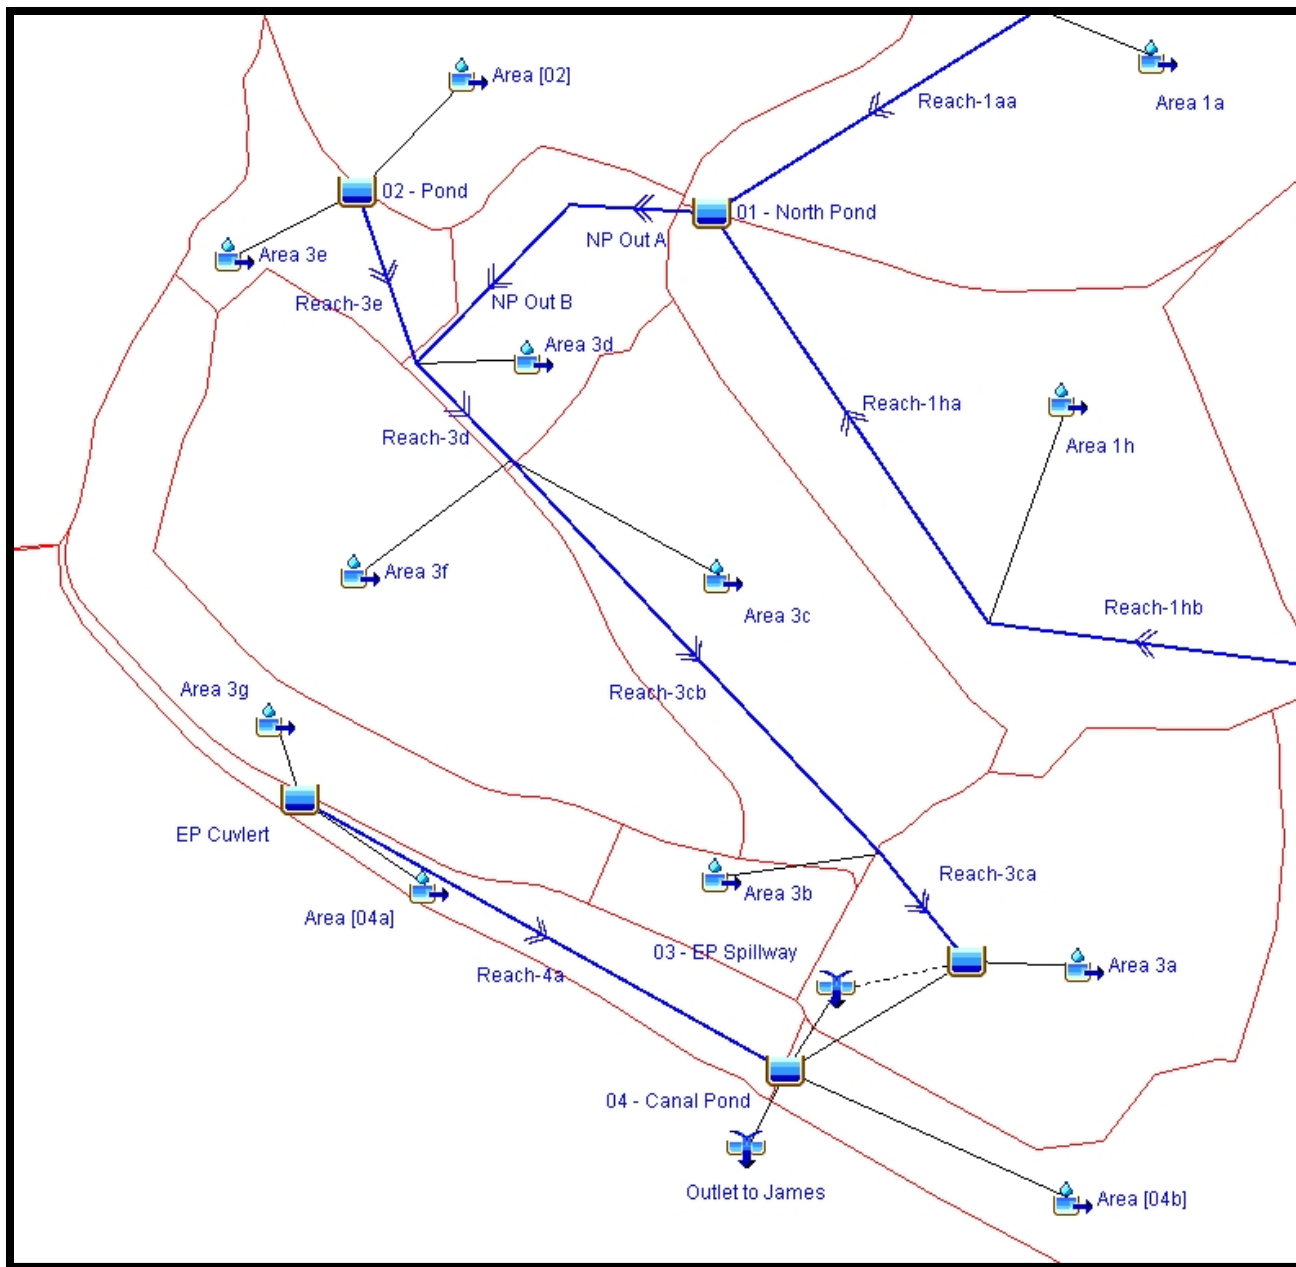 Area [02]
Reach-1aa
Area 1a
02 - Pond
01 - North Pond
NP Out A
Area 3e
Reach-3e
NP Out B
Area 3d
Reach-1ha
Reach-3d
Area 1h
Area 3f
Area 3c
Reach-1hb
Area 3g
Reach-3cb
EP Cuvlert
Reach-3ca
Area 3b
Area [04a]
03 - EP Spillway
Area 3a
Reach-4a
04 - Canal Pond
Outlet to James
Area [04b]